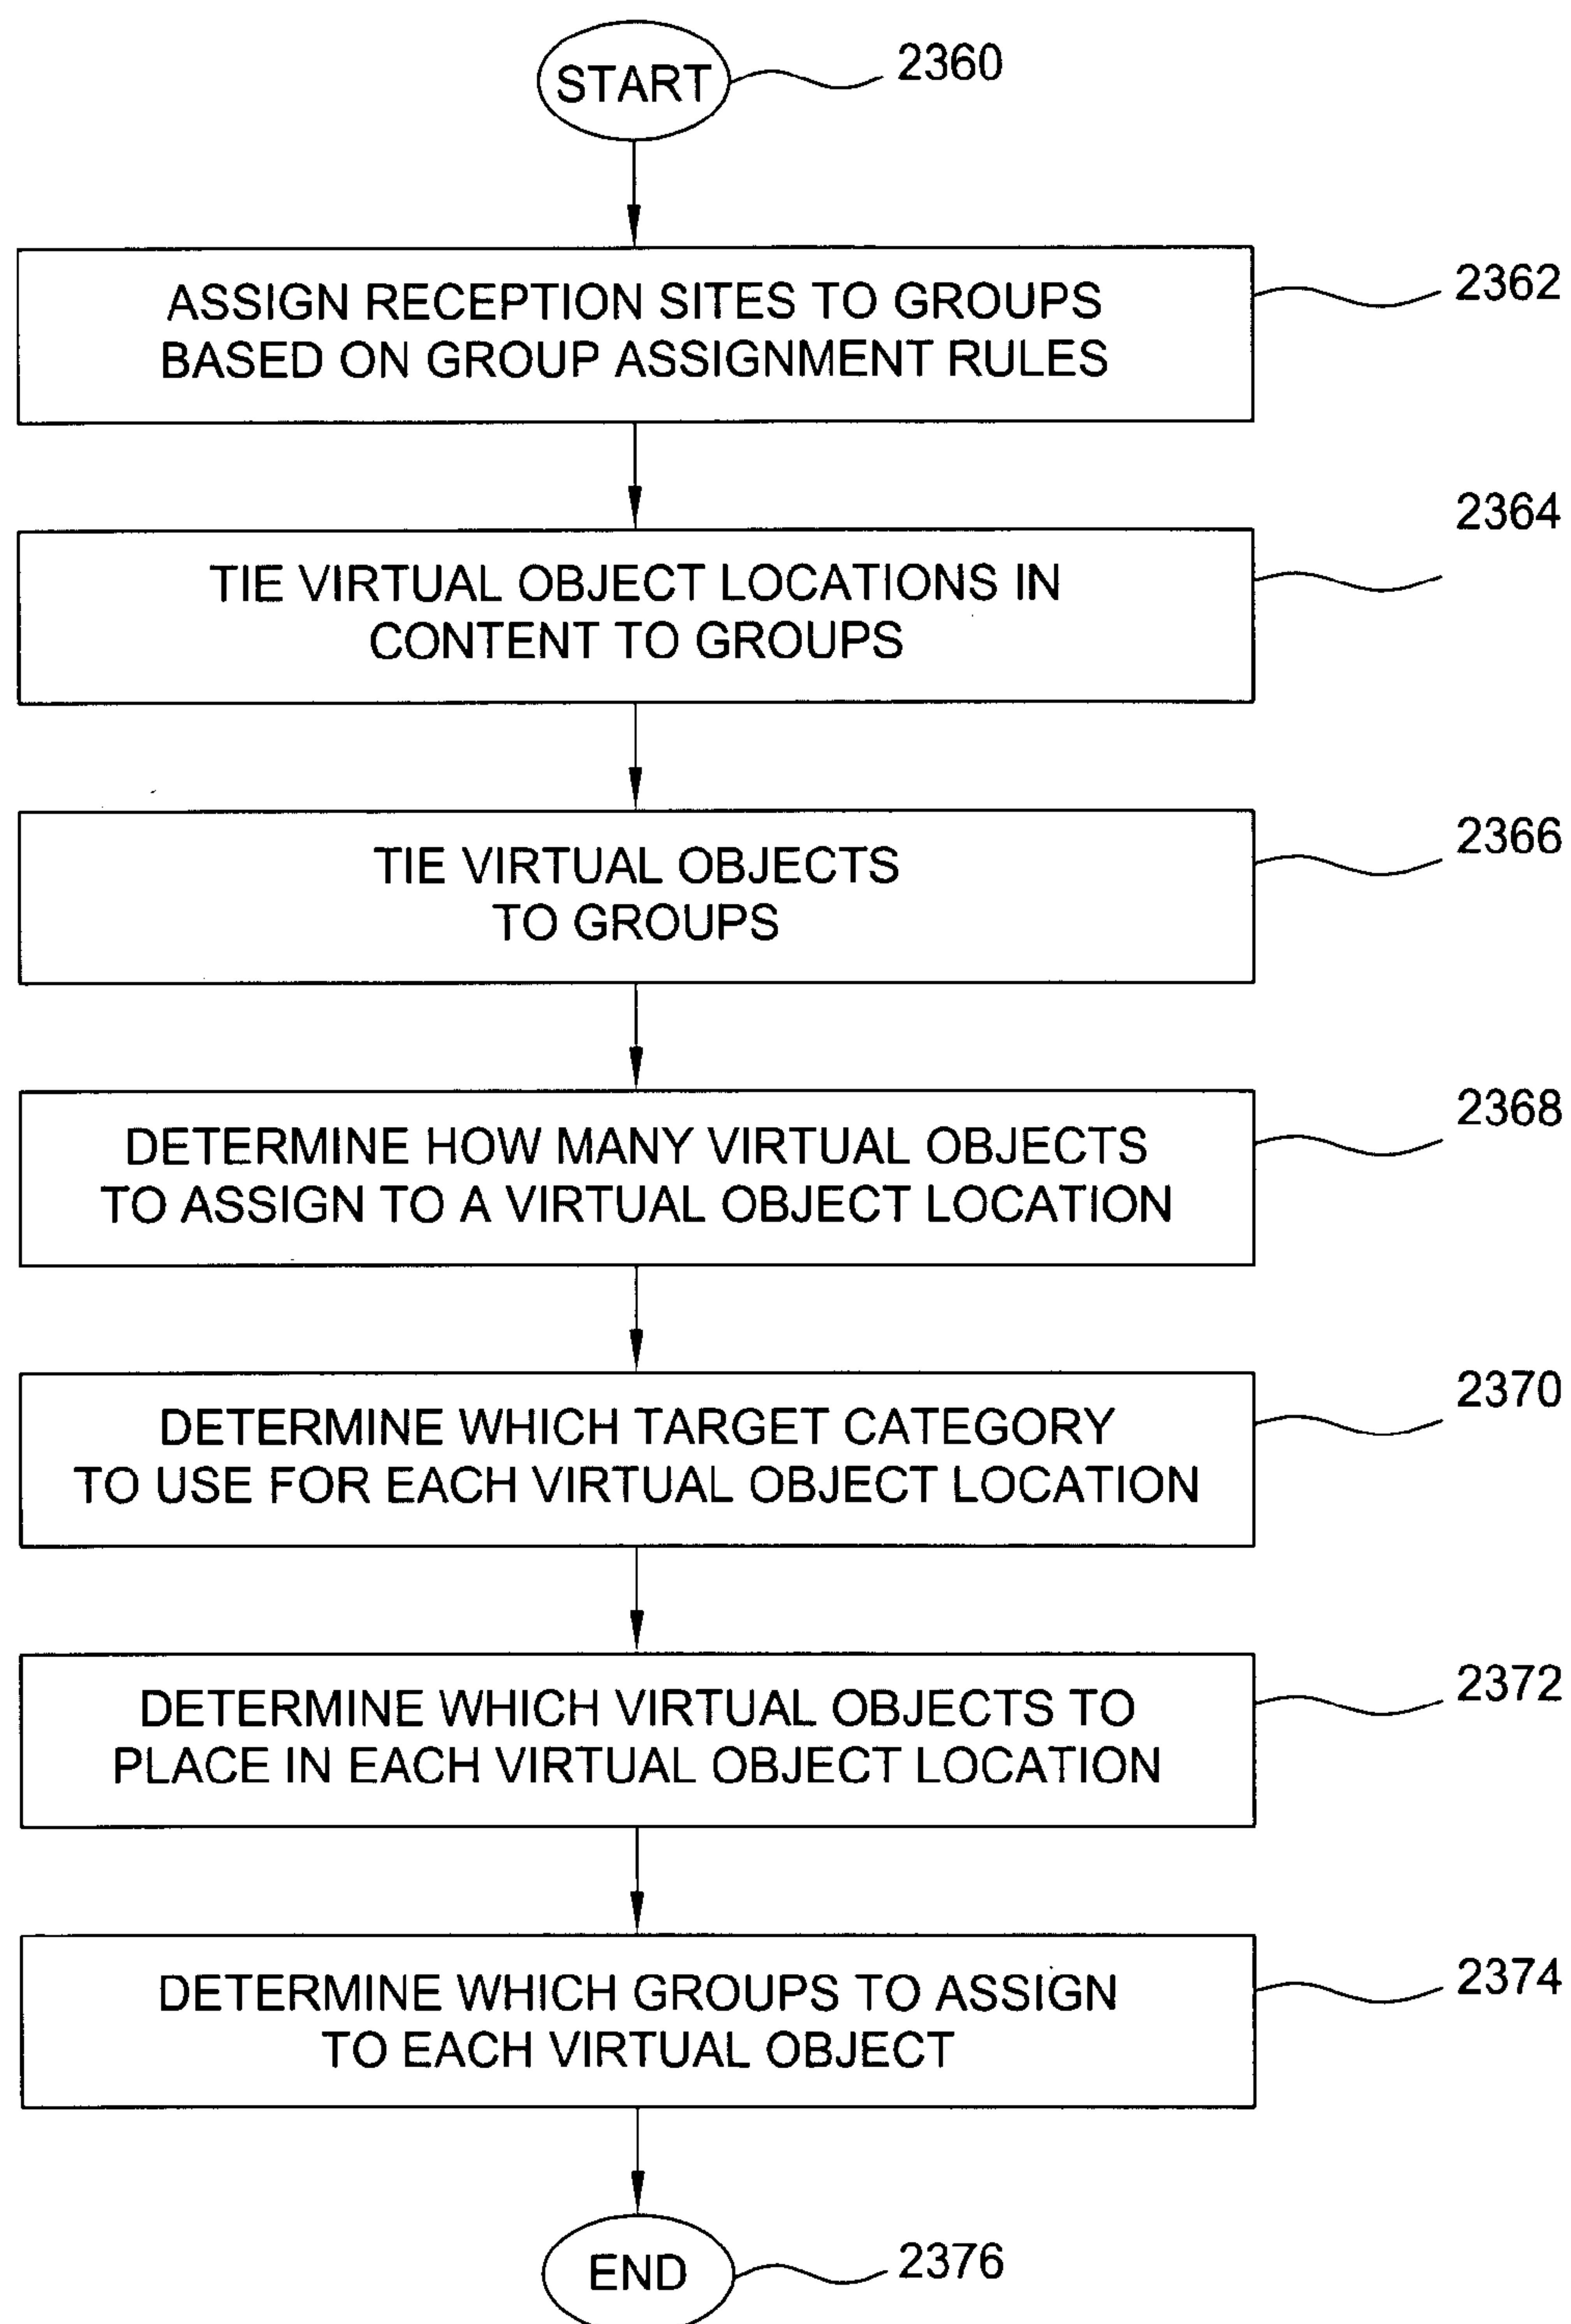 START
2360
ASSIGN RECEPTION SITES TO GROUPS
BASED ON GROUP ASSIGNMENT RULES
2362
TIE VIRTUAL OBJECT LOCATIONS IN
CONTENT TO GROUPS
2364
TIE VIRTUAL OBJECTS
TO GROUPS
2366
DETERMINE HOW MANY VIRTUAL OBJECTS
TO ASSIGN TO A VIRTUAL OBJECT LOCATION
2368
DETERMINE WHICH TARGET CATEGORY
TO USE FOR EACH VIRTUAL OBJECT LOCATION
2370
DETERMINE WHICH VIRTUAL OBJECTS TO
PLACE IN EACH VIRTUAL OBJECT LOCATION
2372
DETERMINE WHICH GROUPS TO ASSIGN
TO EACH VIRTUAL OBJECT
2374
END
2376